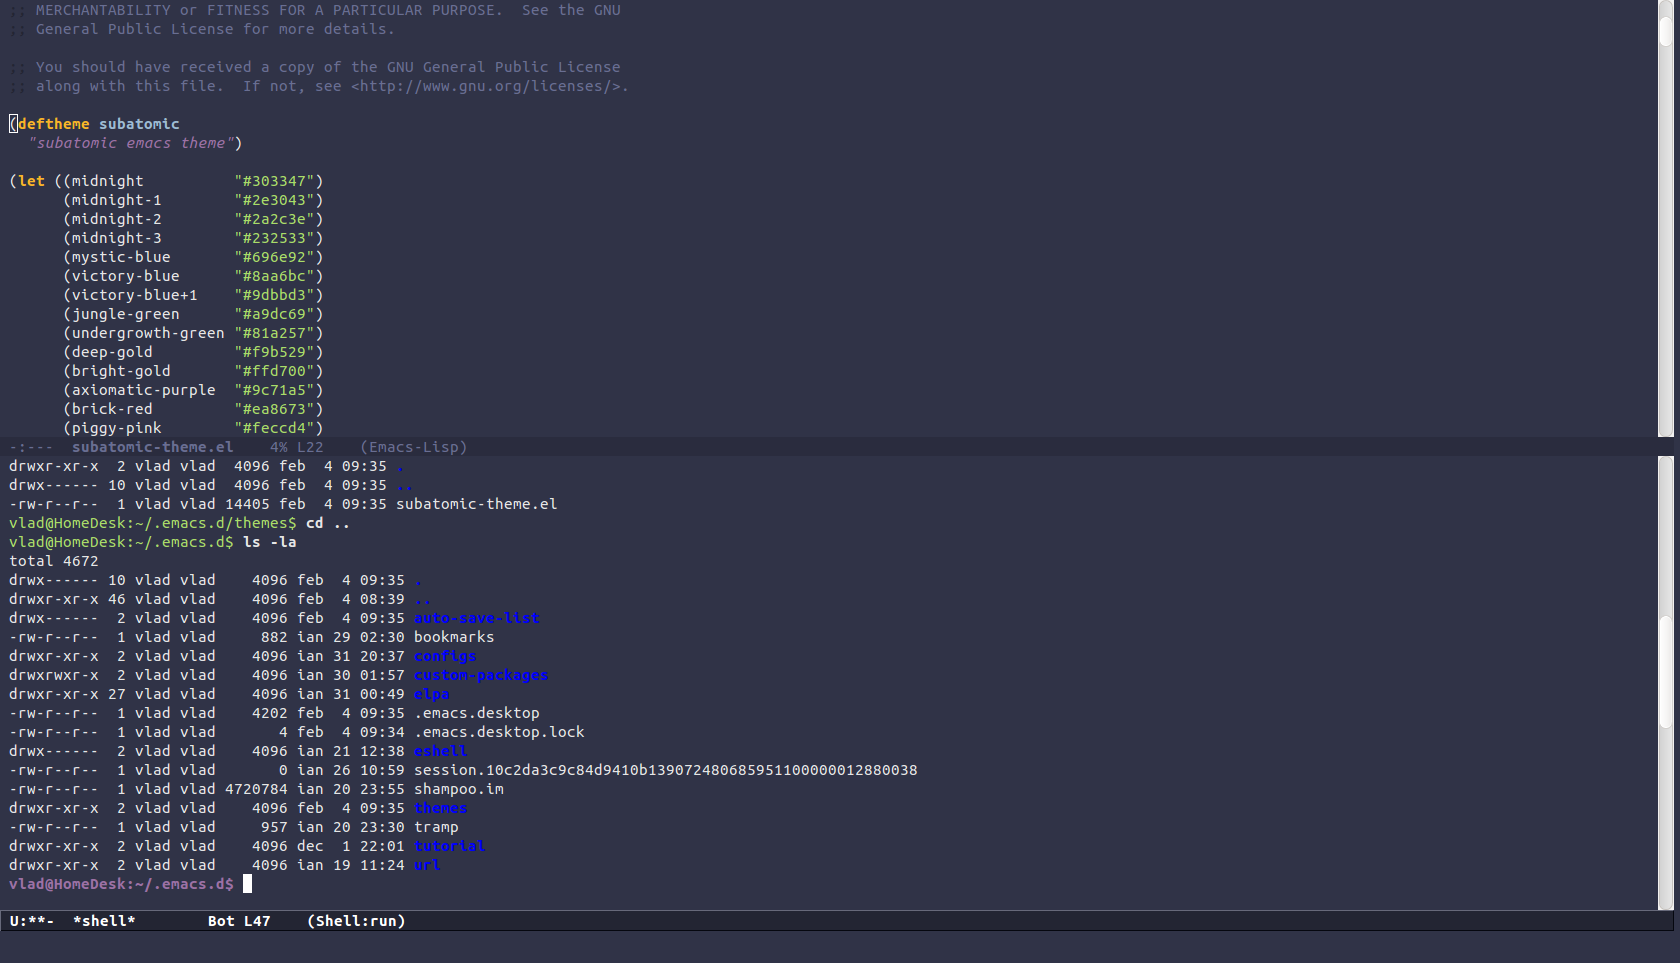 ;; MERCHANTABILITY or FITNESS FOR A PARTICULAR PURPOSE.  See the GNU
;; General Public License for more details.
;; You should have received a copy of the GNU General Public License
;; along with this file.  If not, see <http://www.gnu.org/licenses/>.
(deftheme subatomic
  "subatomic emacs theme")
(let ((midnight          "#303347")
      (midnight-1        "#2e3043")
      (midnight-2        "#2a2c3e")
      (midnight-3        "#232533")
      (mystic-blue       "#696e92")
      (victory-blue      "#8aa6bc")
      (victory-blue+1    "#9dbbd3")
      (jungle-green      "#a9dc69")
      (undergrowth-green "#81a257")
      (deep-gold         "#f9b529")
      (bright-gold       "#ffd700")
      (axiomatic-purple  "#9c71a5")
      (brick-red         "#ea8673")
      (piggy-pink        "#feccd4")
-:---  subatomic-theme.el    4% L22    (Emacs-Lisp)
drwxr-xr-x  2 vlad vlad  4096 feb  4 09:35 .
drwx------ 10 vlad vlad  4096 feb  4 09:35 ..
-rw-r--r--  1 vlad vlad 14405 feb  4 09:35 subatomic-theme.el
vlad@HomeDesk:~/.emacs.d/themes$ cd ..
vlad@HomeDesk:~/.emacs.d$ ls -la
total 4672
drwx------ 10 vlad vlad    4096 feb  4 09:35 .
drwxr-xr-x 46 vlad vlad    4096 feb  4 08:39 ..
drwx------  2 vlad vlad    4096 feb  4 09:35 auto-save-list
-rw-r--r--  1 vlad vlad     882 ian 29 02:30 bookmarks
drwxr-xr-x  2 vlad vlad    4096 ian 31 20:37 configs
drwxrwxr-x  2 vlad vlad    4096 ian 30 01:57 custom-packages
drwxr-xr-x 27 vlad vlad    4096 ian 31 00:49 elpa
-rw-r--r--  1 vlad vlad    4202 feb  4 09:35 .emacs.desktop
-rw-r--r--  1 vlad vlad       4 feb  4 09:34 .emacs.desktop.lock
drwx------  2 vlad vlad    4096 ian 21 12:38 eshell
-rw-r--r--  1 vlad vlad       0 ian 26 10:59 session.10c2da3c9c84d9410b139072480685951100000012880038
-rw-r--r--  1 vlad vlad 4720784 ian 20 23:55 shampoo.im
drwxr-xr-x  2 vlad vlad    4096 feb  4 09:35 themes
-rw-r--r--  1 vlad vlad     957 ian 20 23:30 tramp
drwxr-xr-x  2 vlad vlad    4096 dec  1 22:01 tutorial
drwxr-xr-x  2 vlad vlad    4096 ian 19 11:24 url
vlad@HomeDesk:~/.emacs.d$
U:**-  *shell*        Bot L47    (Shell:run)